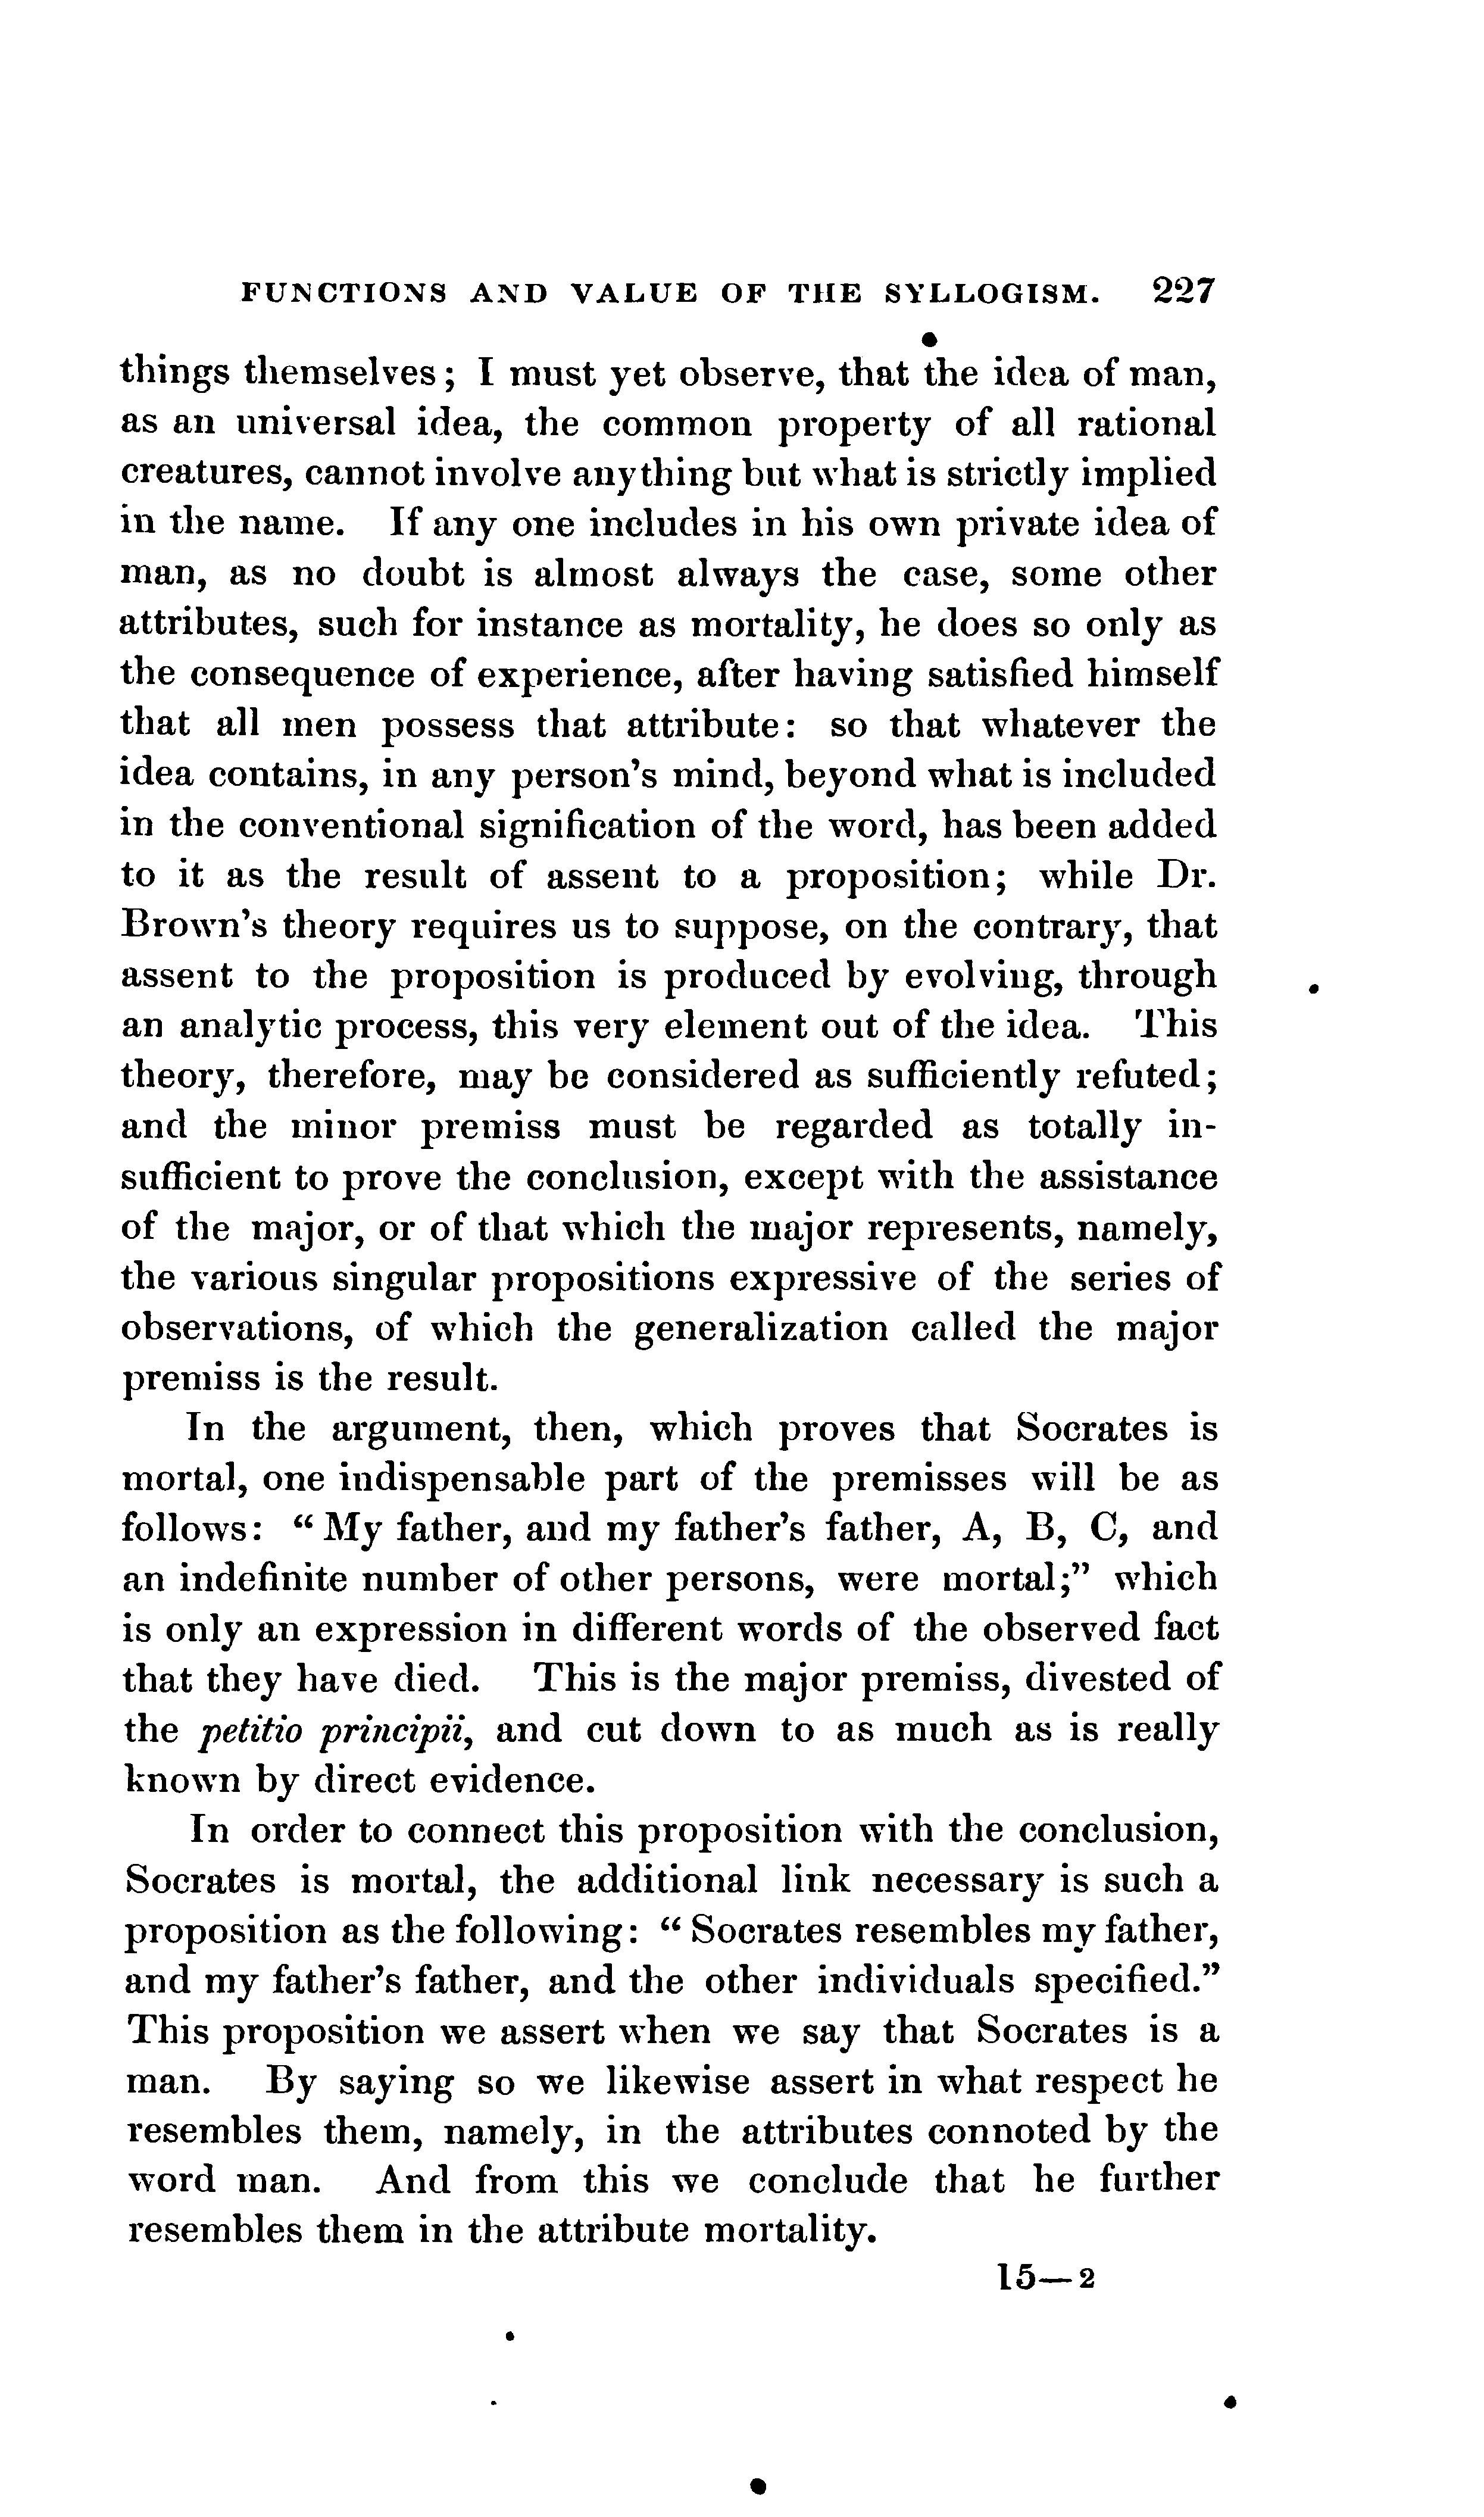 FUNCTIONS AND VALUE OF THE SYLLOGISM. 227
things themselves; I must yet observe, that the idea of man,
as an universal idea, the common property of all rational
creatures, cannot involve anything but what is strictly implied
in the name. If any one includes in his own private idea of
man, as no doubt is almost always the case, some other
attributes, such for instance as mortality, he does so only as
the consequence of experience, after having satisfied himself
that all men possess that attribute: so that whatever the
idea contains, in any person's mind, beyond what is included
in the conventional signification of the word, has been added
to it as the result of assent to a proposition; while Dr.
Brown's theory requires us to suppose, on the contrary, that
assent to the proposition is produced by evolving, through
an analytic process, this very element out of the idea. This
theory, therefore, may be considered as sufficiently refuted;
and the minor premiss must be regarded as totally in-
sufficient to prove the conclusion, except with the assistance
of the major, or of that which the major represents, namely,
the various singular propositions expressive of the series of
observations, of which the generalization called the major
premiss is the result.
In the argument, then, which proves that Socrates is
mortal, one indispensable part of the premisses will be as
follows: “My father, and my father's father, A, B, C, and
an indefinite number of other persons, were mortal;” which
is only an expression in different words of the observed fact
that they have died. This is the major premiss, divested of
the petitio principii, and cut down to as much as is really
known by direct evidence.
In order to connect this proposition with the conclusion,
Socrates is mortal, the additional link necessary is such a
proposition as the following: “Socrates resembles my father,
and my father's father, and the other individuals specified.”
This proposition we assert when we say that Socrates is a
man. By saying so we likewise assert in what respect he
resembles them, namely, in the attributes connoted by the
word man. And from this we conclude that he further
resembles them in the attribute mortality.
15—2